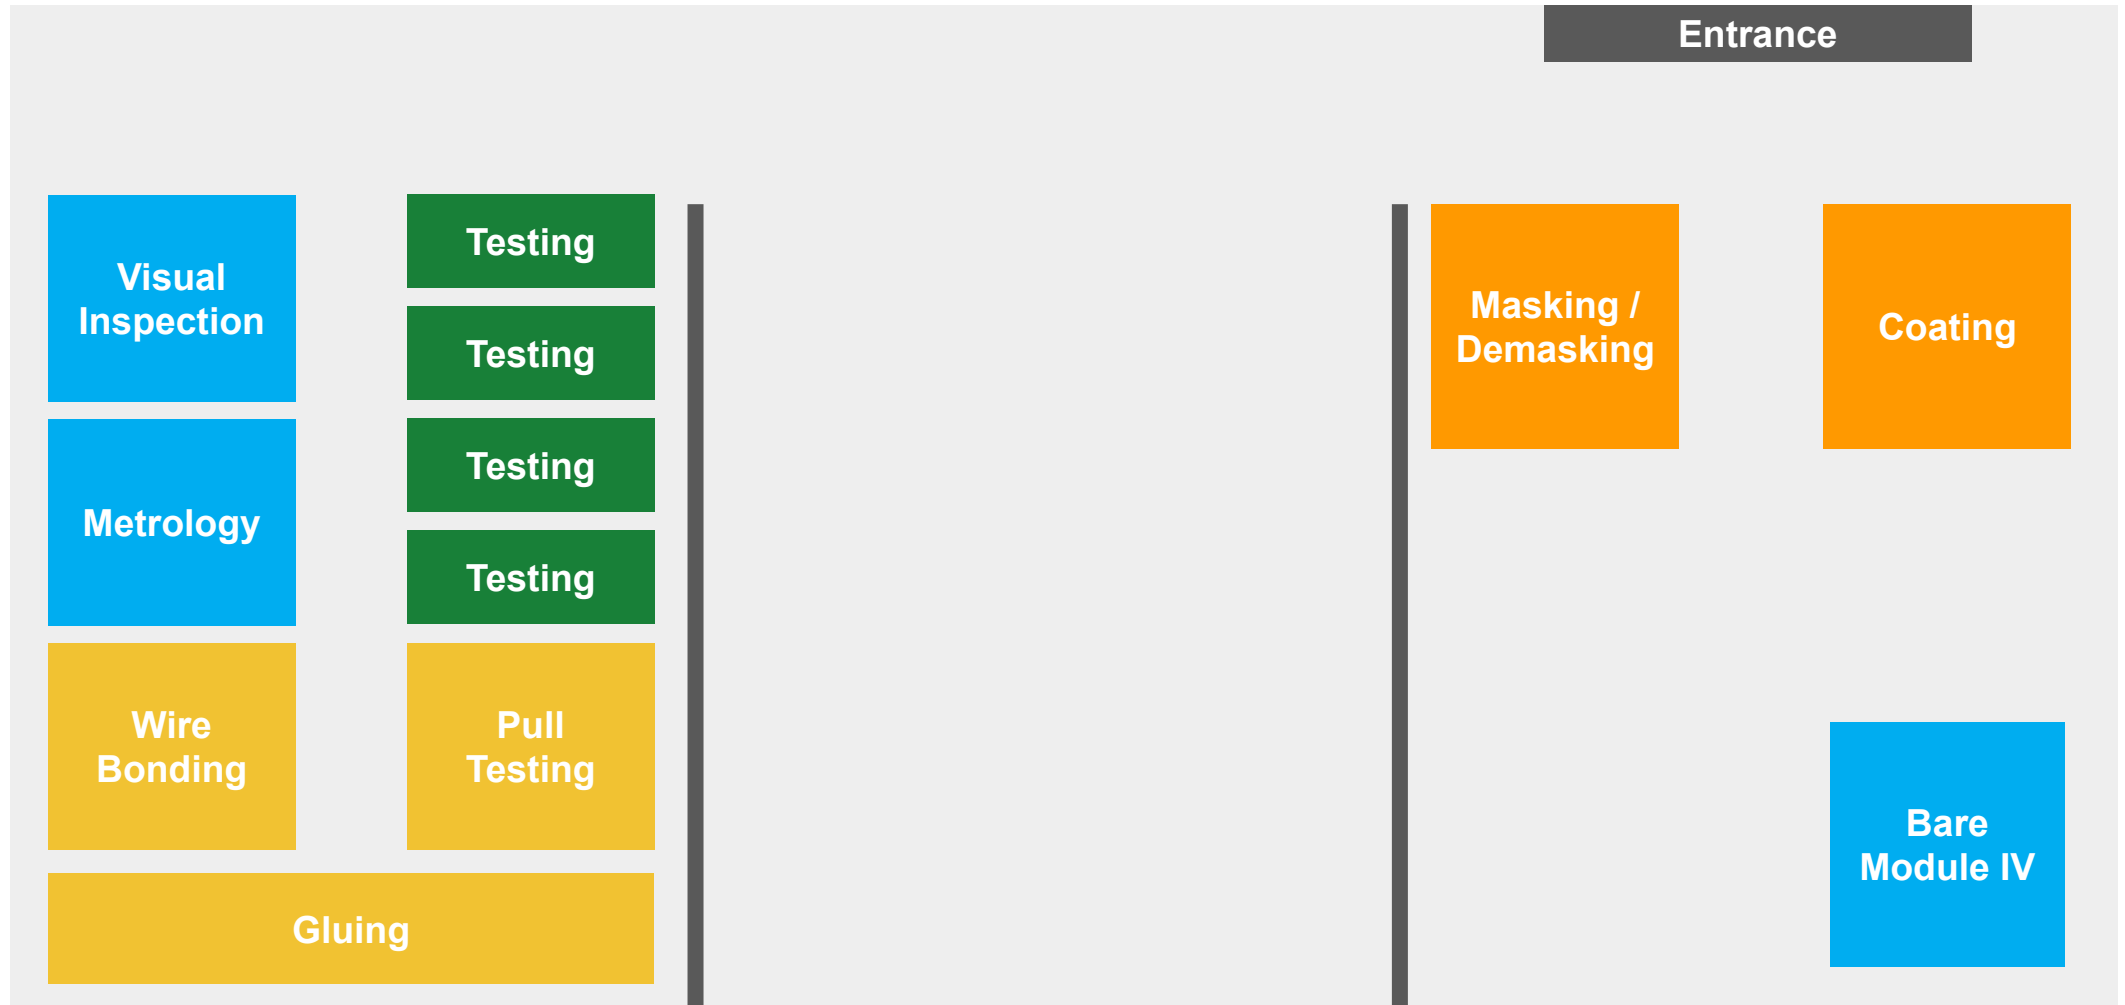 Entrance
Visual
Inspection
Metrology
Wire
Bonding
Testing
Testing
Testing
Testing
Pull
Testing
Gluing
Masking /
Demasking
Coating
Bare
Module IV